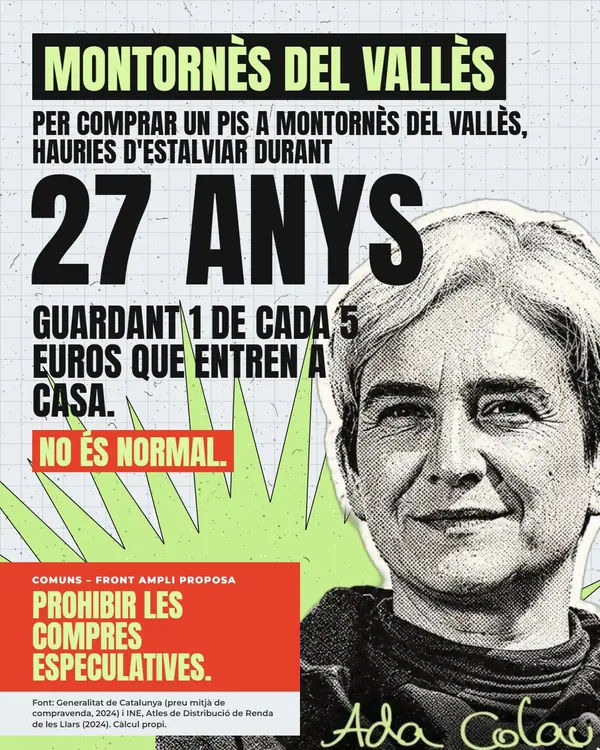 MONTORNÈS DEL VALLÈS
PER COMPRAR UN PIS A MONTORNÈS DEL VALLÈS,
HAURIES D'ESTALVIAR DURANT
27 ANYS
GUARDANT 1 DE CADA 5
EUROS QUE ENTREN A
CASA.
NO ÉS NORMAL.
COMUNS – FRONT AMPLI PROPOSA
PROHIBIR LES
COMPRES
ESPECULATIVES.
Font: Generalitat de Catalunya (preu mitjà de
compravenda, 2024) i INE, Atles de Distribució de Renda
de les Llars (2024). Càlcul propi.
Ada Colau